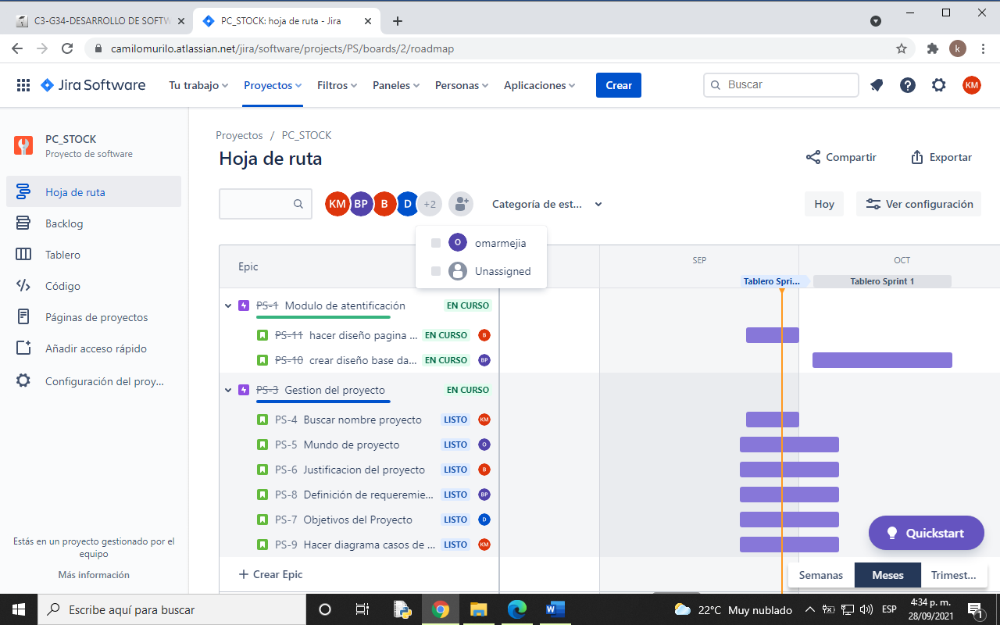 C3-G34-DESARROLLO DE SOFTW
PC_STOCK: hoja de ruta - Jira
camilomurilo.atlassian.net/jira/software/projects/PS/boards/2/roadmap
k
Jira Software
Tu trabajo
Proyectos
Filtros
Paneles
Personas
Aplicaciones
Crear
Buscar
KM
PC_STOCK
Proyecto de software
Hoja de ruta
Backlog
Tablero
Código
Páginas de proyectos
Añadir acceso rápido
Configuración del proy...
Estás en un proyecto gestionado por el
equipo
Más información
Proyectos / PC_STOCK
Hoja de ruta
Compartir
Exportar
KM BP B D +2
Categoría de est...
Hoy
Ver configuración
O omarmejia
Unassigned
Epic
SEP
OCT
Tablero Spri...
Tablero Sprint 1
PS-1 Modulo de atentificación EN CURSO
PS-11 hacer diseño pagina ... EN CURSO B
PS-10 crear diseño base da... EN CURSO BP
PS-3 Gestion del proyecto EN CURSO
PS-4 Buscar nombre proyecto LISTO KM
PS-5 Mundo de proyecto LISTO O
PS-6 Justificacion del proyecto LISTO B
PS-8 Definición de requeremie... LISTO BP
PS-7 Objetivos del Proyecto LISTO D
PS-9 Hacer diagrama casos de ... LISTO KM
+ Crear Epic
Quickstart
Semanas
Meses
Trimest...
Escribe aquí para buscar
22°C Muy nublado
ESP
4:34 p. m.
28/09/2021
1